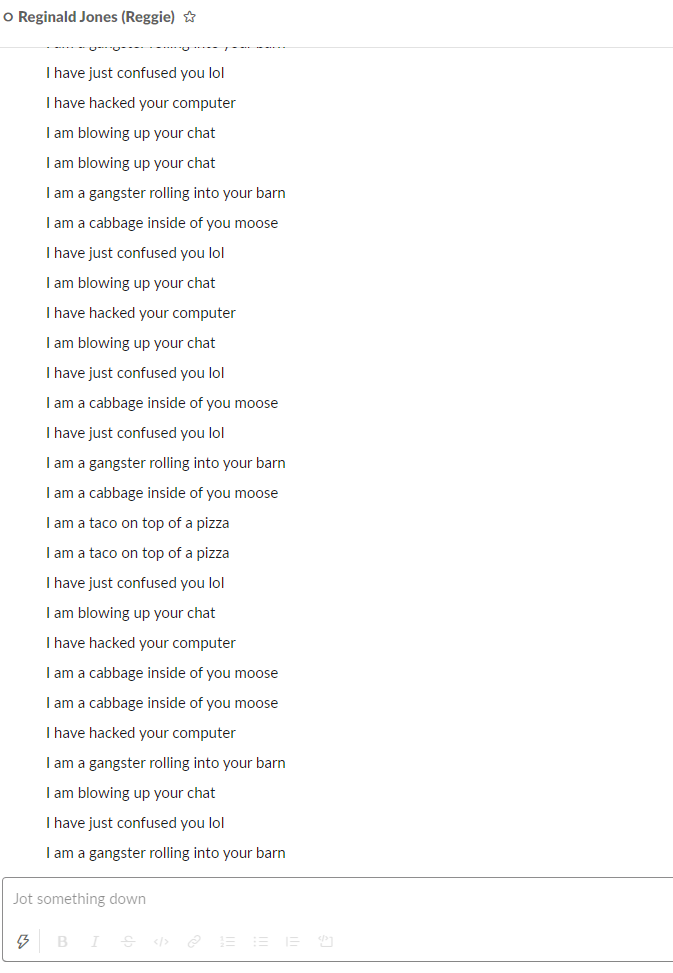 Reginald Jones (Reggie)
I am a gangster rolling into your barn
I have just confused you lol
I have hacked your computer
I am blowing up your chat
I am blowing up your chat
I am a gangster rolling into your barn
I am a cabbage inside of you moose
I have just confused you lol
I am blowing up your chat
I have hacked your computer
I am blowing up your chat
I have just confused you lol
I am a cabbage inside of you moose
I have just confused you lol
I am a gangster rolling into your barn
I am a cabbage inside of you moose
I am a taco on top of a pizza
I am a taco on top of a pizza
I have just confused you lol
I am blowing up your chat
I have hacked your computer
I am a cabbage inside of you moose
I am a cabbage inside of you moose
I have hacked your computer
I am a gangster rolling into your barn
I am blowing up your chat
I have just confused you lol
I am a gangster rolling into your barn
Jot something down
B I S </>